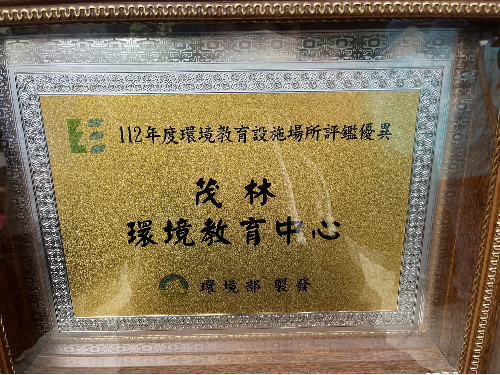 112年度環境教育設施場所評鑑優異
茂林
環境教育中心
環境部 製發